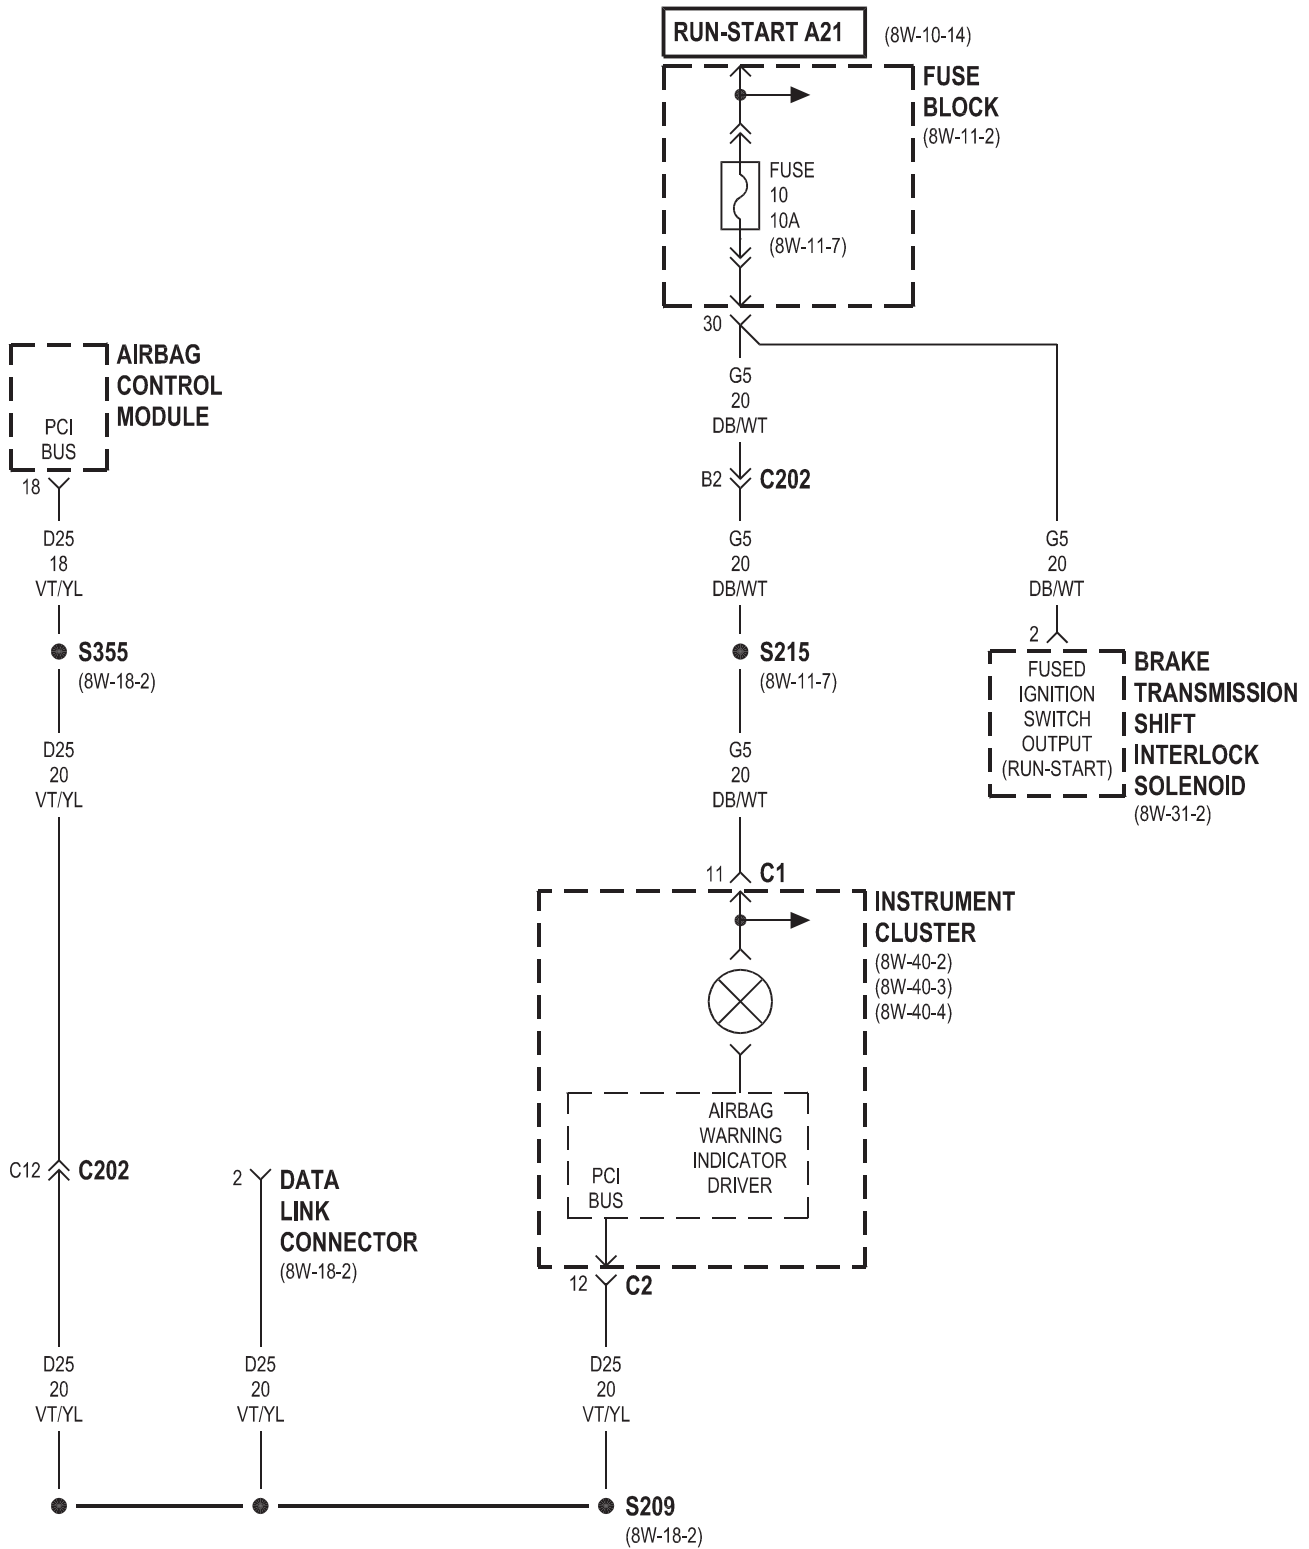 RUN-START A21
(8W-10-14)
FUSE
BLOCK
(8W-11-2)
FUSE
10
10A
(8W-11-7)
30
AIRBAG
CONTROL
MODULE
PCI
BUS
18
D25
18
VT/YL
S355
(8W-18-2)
D25
20
VT/YL
C12
C202
D25
20
VT/YL
2
DATA
LINK
CONNECTOR
(8W-18-2)
D25
20
VT/YL
G5
20
DB/WT
B2
C202
G5
20
DB/WT
S215
(8W-11-7)
G5
20
DB/WT
11
C1
G5
20
DB/WT
2
FUSED
IGNITION
SWITCH
OUTPUT
(RUN-START)
BRAKE
TRANSMISSION
SHIFT
INTERLOCK
SOLENOID
(8W-31-2)
INSTRUMENT
CLUSTER
(8W-40-2)
(8W-40-3)
(8W-40-4)
AIRBAG
WARNING
INDICATOR
DRIVER
PCI
BUS
12
C2
D25
20
VT/YL
S209
(8W-18-2)